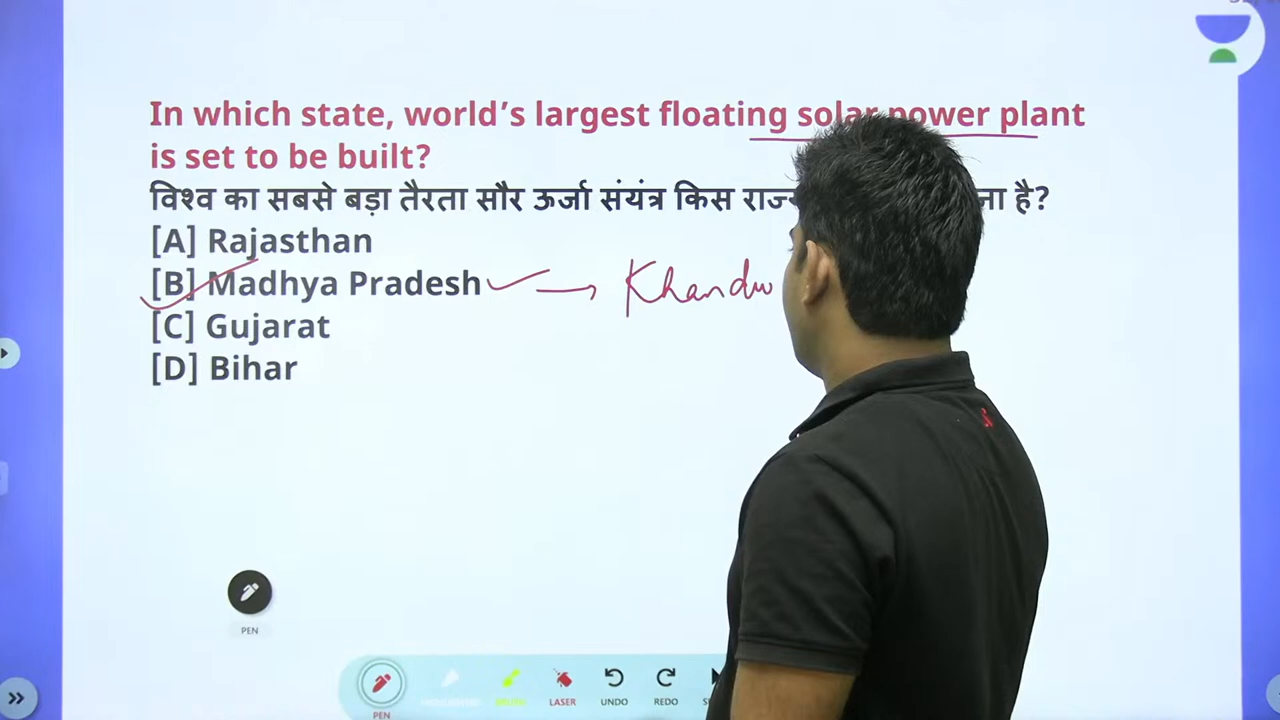 In which state, world's largest floating solar power plant
is set to be built?
विश्व का सबसे बड़ा तैरता सौर ऊर्जा संयंत्र किस है?
[A] Rajasthan
[B] Madhya Pradesh → Khandw
[C] Gujarat
[D] Bihar
PEN
PEN
LASER
UNDO
REDO